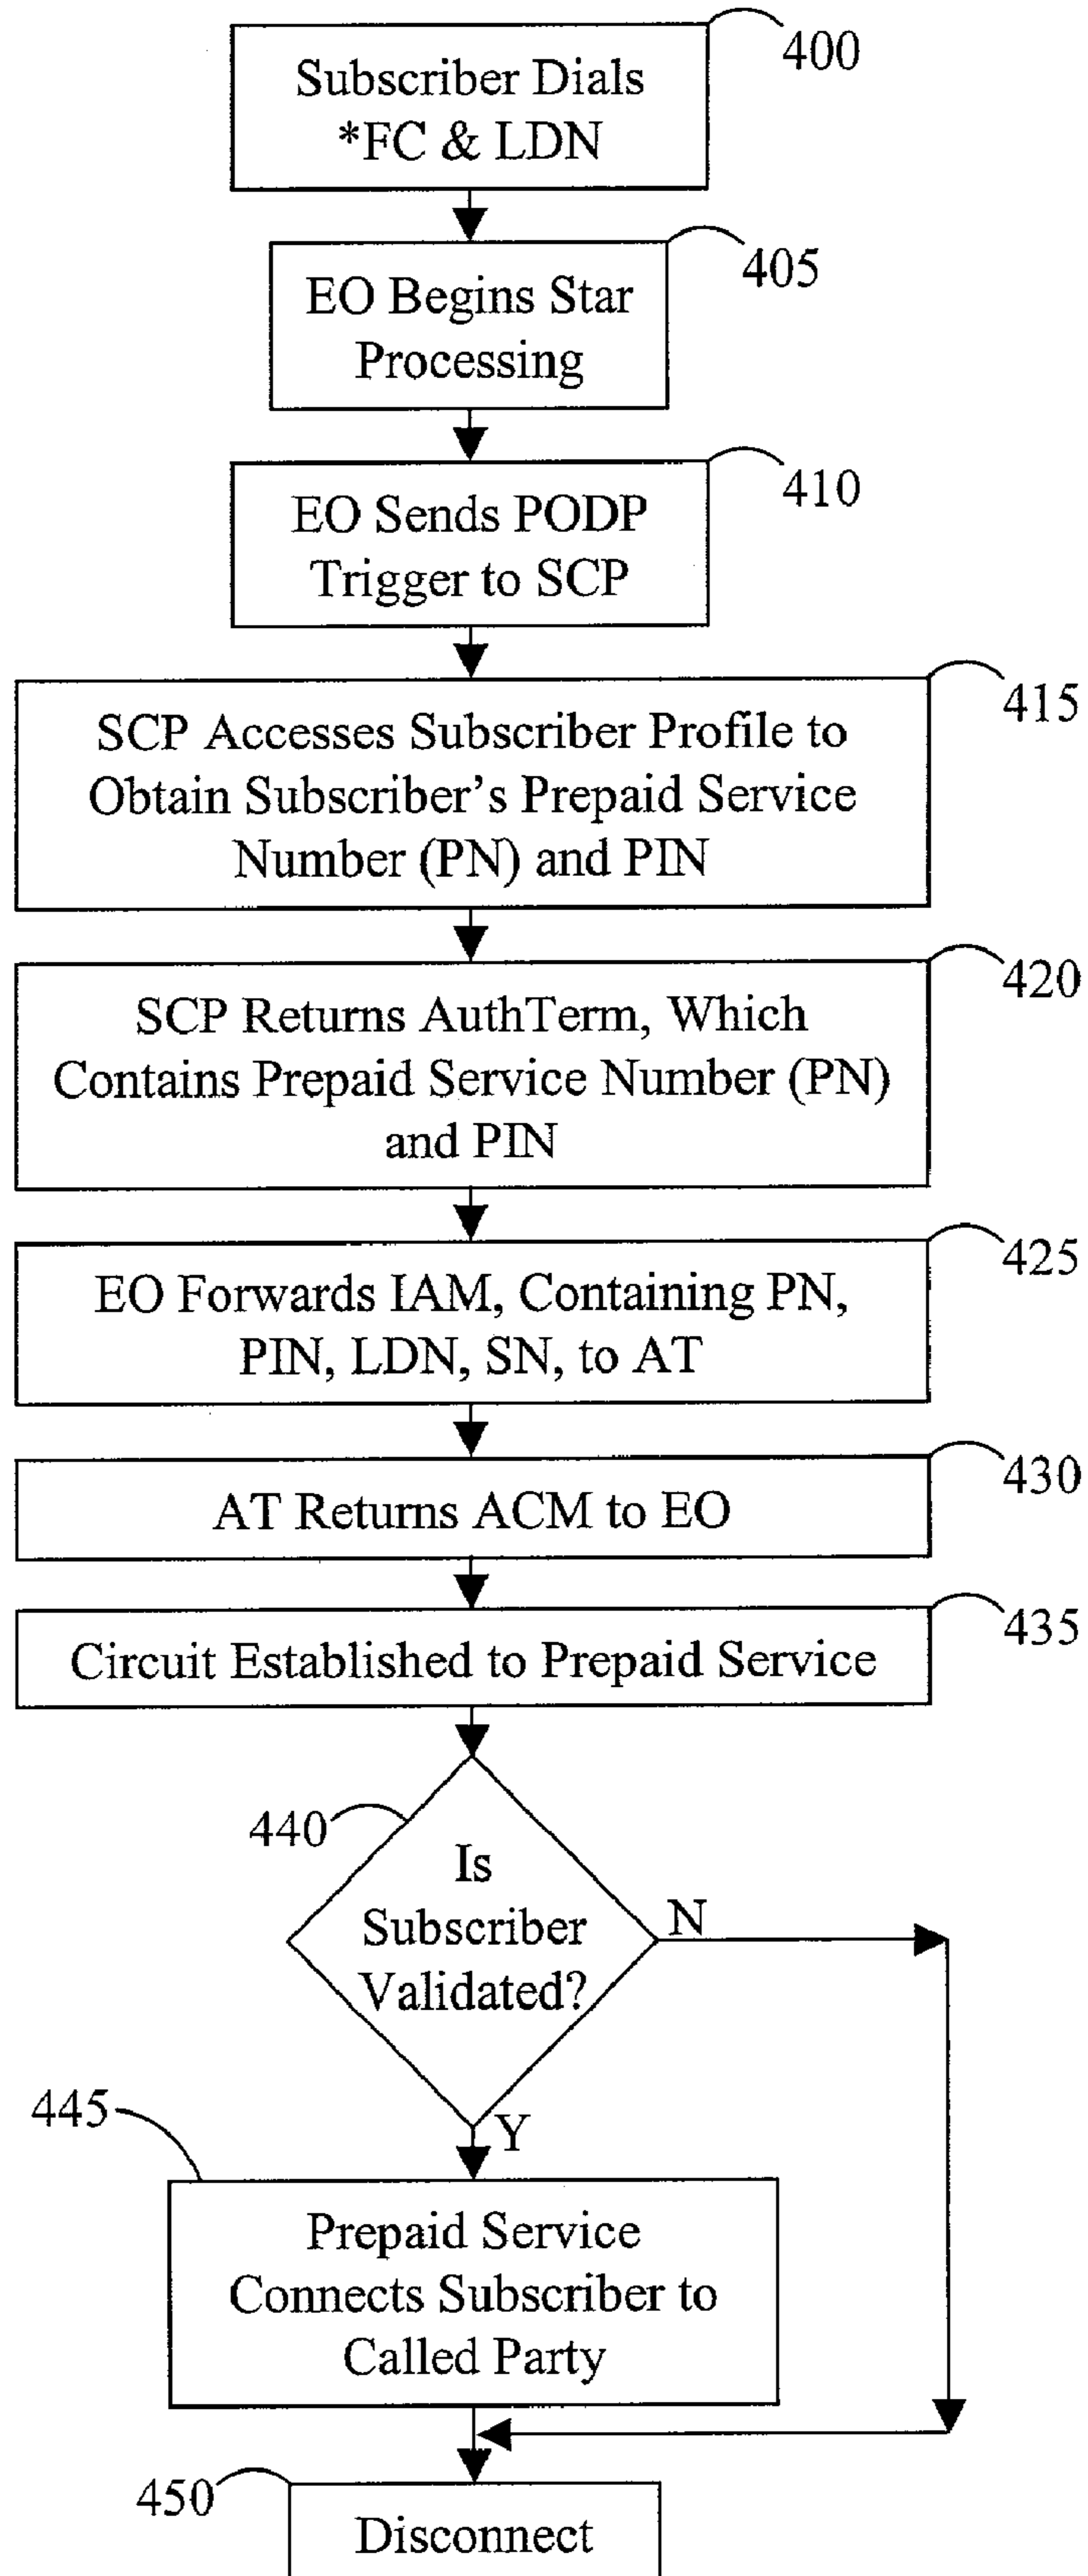 400
Subscriber Dials
*FC & LDN
405
EO Begins Star
Processing
410
EO Sends PODP
Trigger to SCP
415
SCP Accesses Subscriber Profile to
Obtain Subscriber's Prepaid Service
Number (PN) and PIN
420
SCP Returns AuthTerm, Which
Contains Prepaid Service Number (PN)
and PIN
425
EO Forwards IAM, Containing PN,
PIN, LDN, SN, to AT
430
AT Returns ACM to EO
435
Circuit Established to Prepaid Service
440
Is
Subscriber
Validated?
N
Y
445
Prepaid Service
Connects Subscriber to
Called Party
450
Disconnect